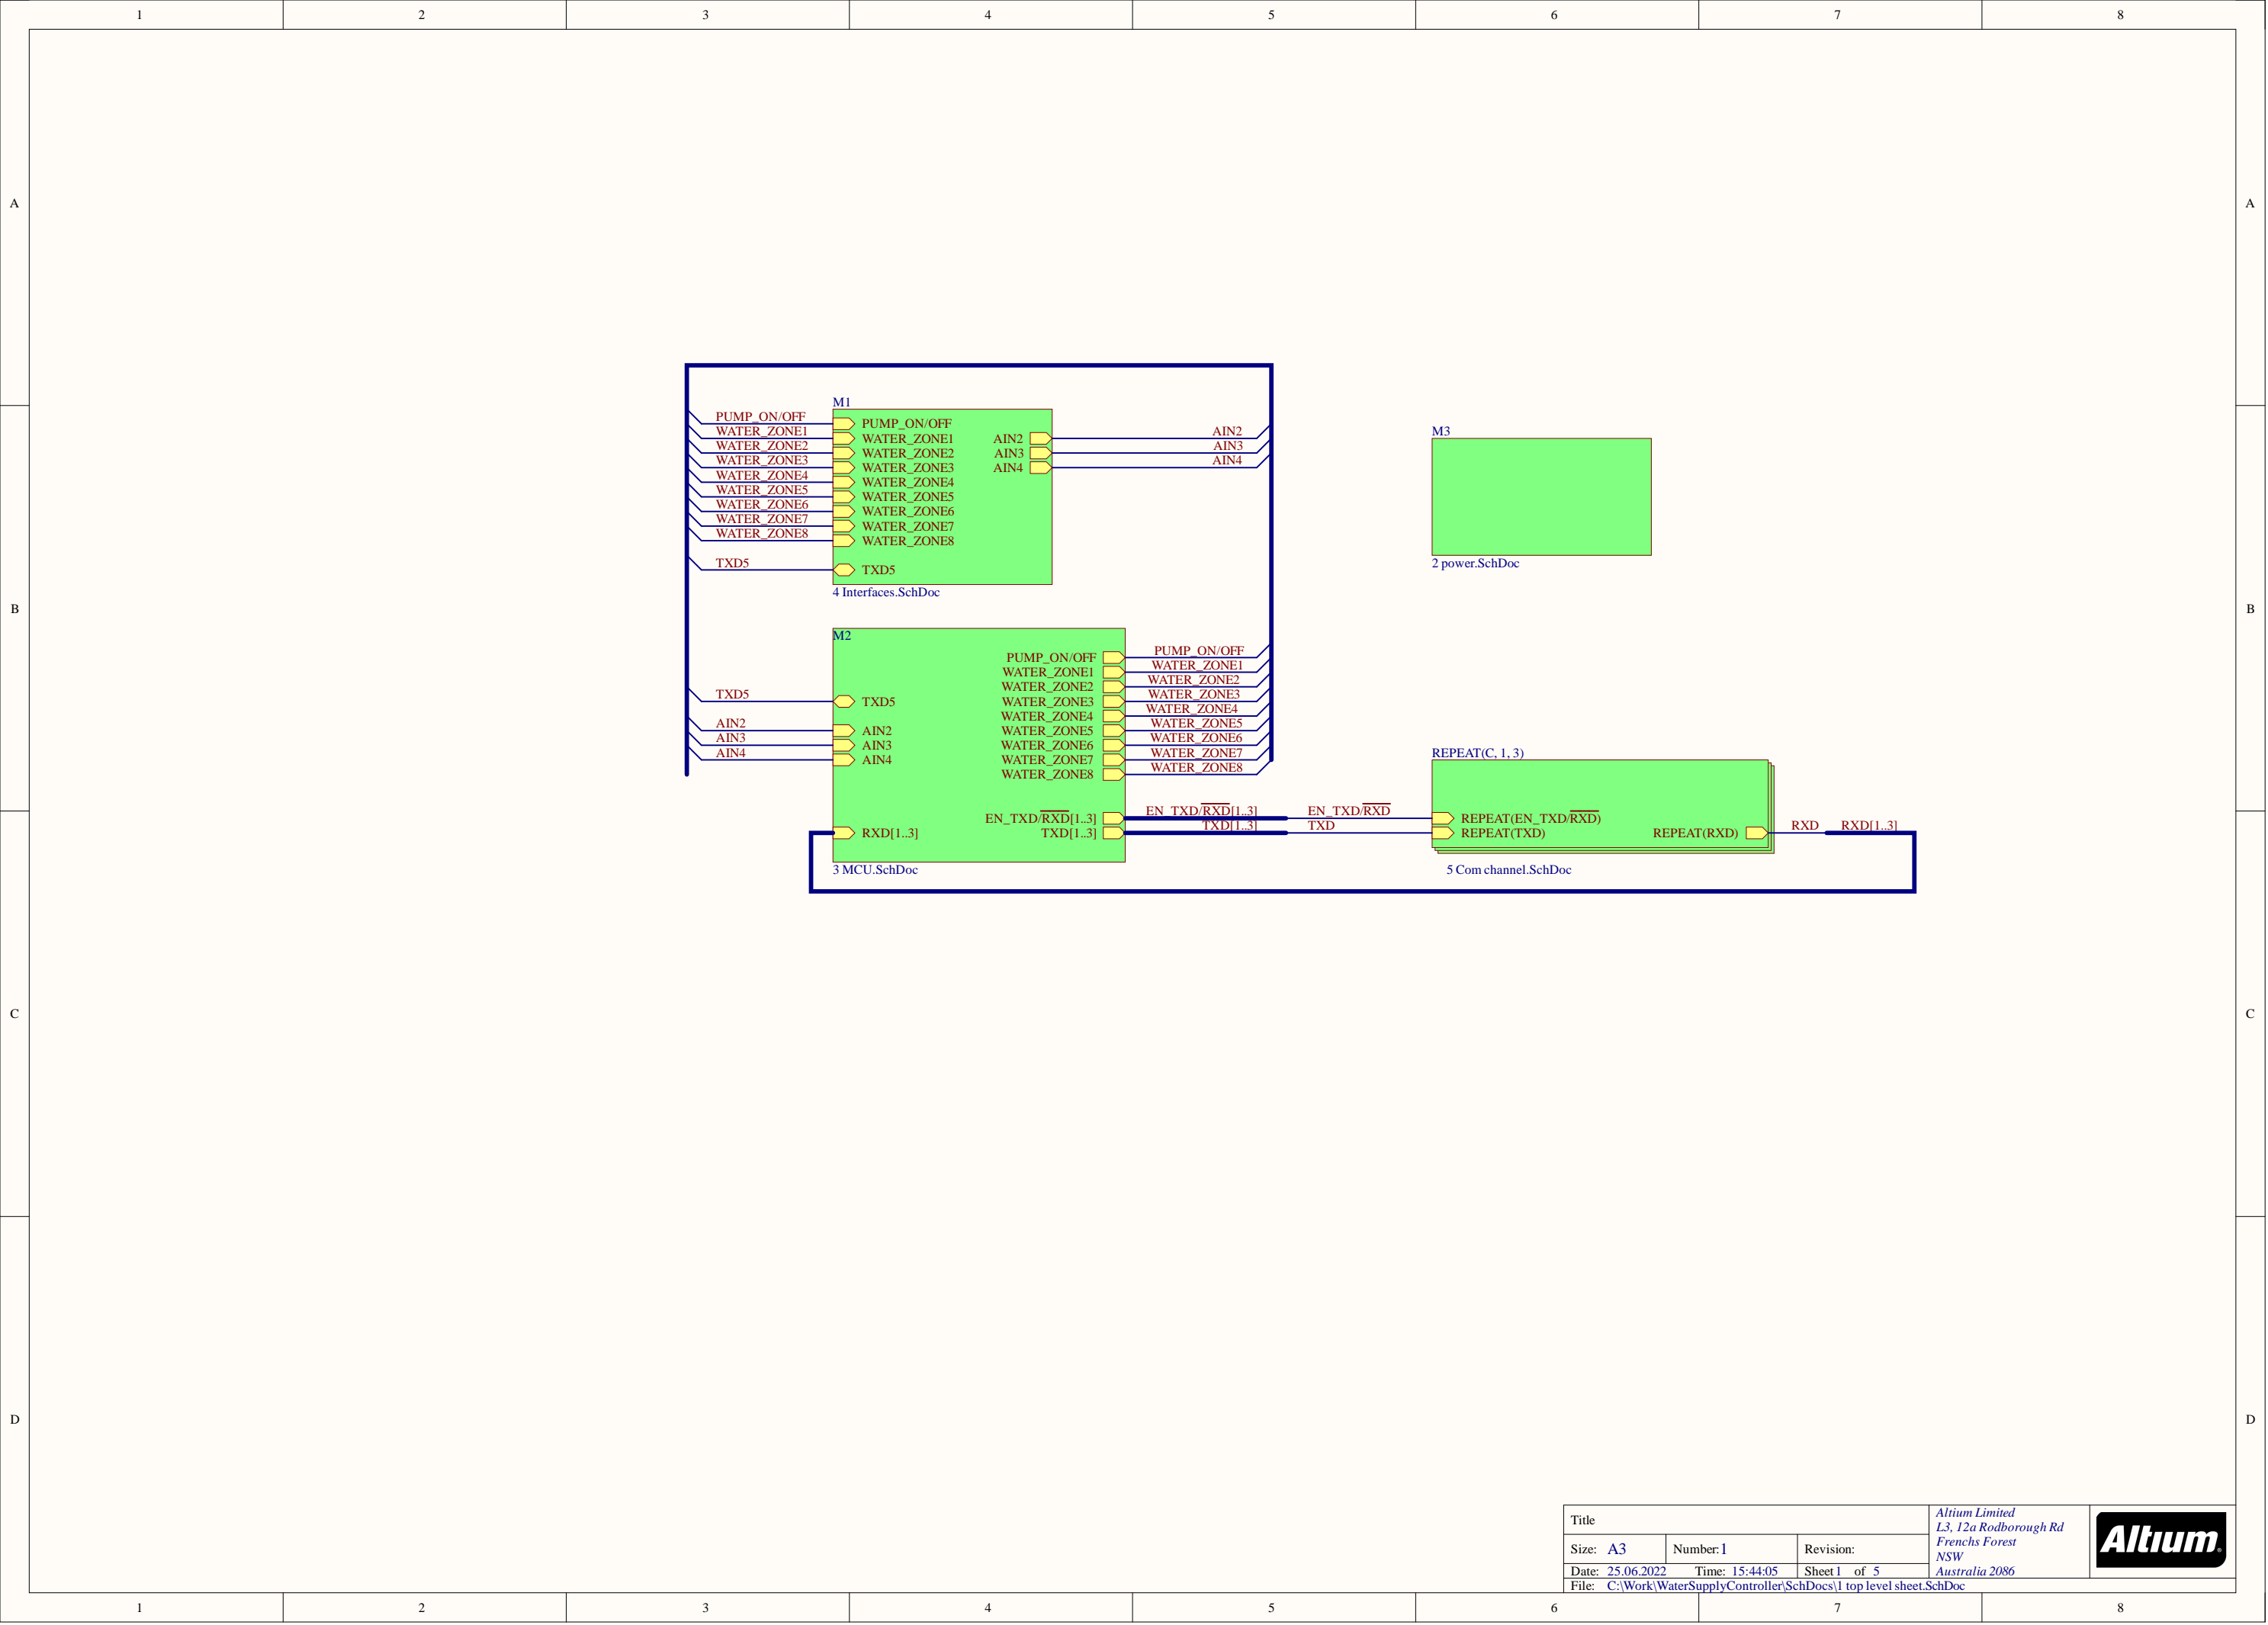 1 2 3 4 5 6 7 8
A A
M1
PUMP_ON/OFF PUMP_ON/OFF
WATER_ZONE1 WATER_ZONE1 AIN2 AIN2
WATER_ZONE2 WATER_ZONE2 AIN3 AIN3
WATER_ZONE3 WATER_ZONE3 AIN4 AIN4
WATER_ZONE4 WATER_ZONE4
WATER_ZONE5 WATER_ZONE5
WATER_ZONE6 WATER_ZONE6
WATER_ZONE7 WATER_ZONE7
WATER_ZONE8 WATER_ZONE8
TXD5 TXD5
4 Interfaces.SchDoc
M3
2 power.SchDoc
B B
M2
PUMP_ON/OFF PUMP_ON/OFF
WATER_ZONE1 WATER_ZONE1
WATER_ZONE2 WATER_ZONE2
TXD5 TXD5 WATER_ZONE3 WATER_ZONE3
WATER_ZONE4 WATER_ZONE4
AIN2 AIN2 WATER_ZONE5 WATER_ZONE5
AIN3 AIN3 WATER_ZONE6 WATER_ZONE6
AIN4 AIN4 WATER_ZONE7 WATER_ZONE7
WATER_ZONE8 WATER_ZONE8
EN_TXD/RXD[1..3] EN_TXD/RXD[1..3] EN_TXD/RXD
RXD[1..3] TXD[1..3] TXD[1..3] TXD
3 MCU.SchDoc
REPEAT(C, 1, 3)
REPEAT(EN_TXD/RXD)
REPEAT(TXD) REPEAT(RXD) RXD RXD[1..3]
5 Com channel.SchDoc
C C
D D
Title
Size: A3 Number:1 Revision:
Date: 25.06.2022 Time: 15:44:05 Sheet 1 of 5
File: C:\Work\WaterSupplyController\SchDocs\1 top level sheet.SchDoc
Altium Limited
L3, 12a Rodborough Rd
Frenchs Forest
NSW
Australia 2086
Altium
1 2 3 4 5 6 7 8